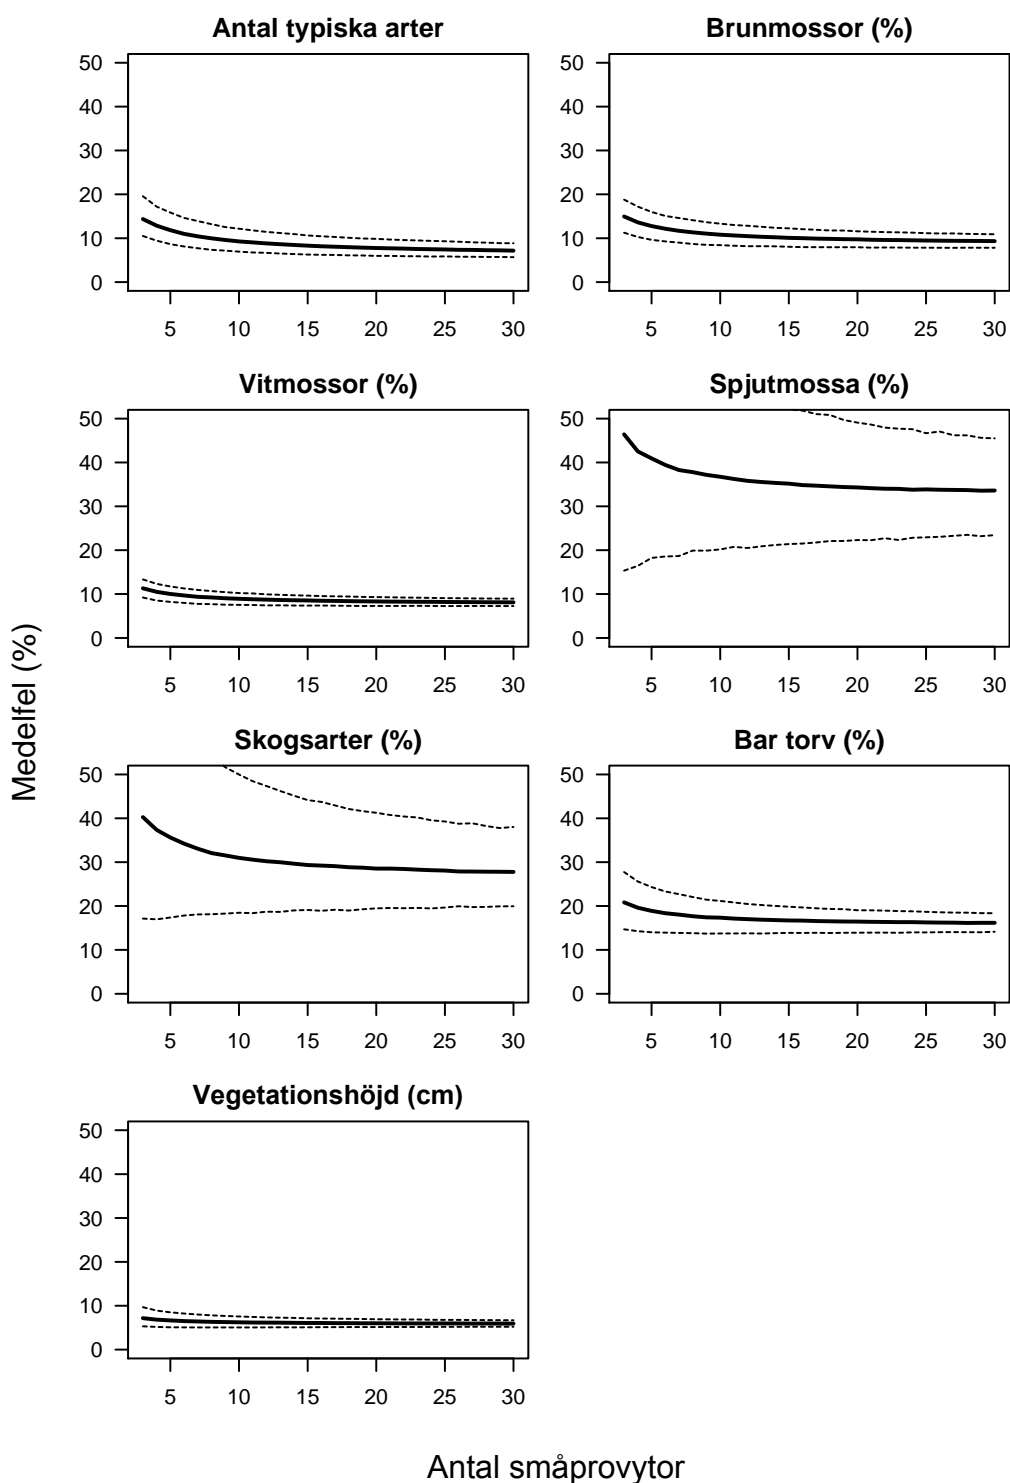 Antal typiska arter
50
40
30
20
10
0
5 10 15 20 25 30
Brunmossor (%)
50
40
30
20
10
0
5 10 15 20 25 30
Vitmossor (%)
50
40
30
20
10
0
5 10 15 20 25 30
Spjutmossa (%)
50
40
30
20
10
0
5 10 15 20 25 30
Skogsarter (%)
50
40
30
20
10
0
5 10 15 20 25 30
Bar torv (%)
50
40
30
20
10
0
5 10 15 20 25 30
Vegetationshöjd (cm)
50
40
30
20
10
0
5 10 15 20 25 30
Medelfel (%)
Antal småprovytor